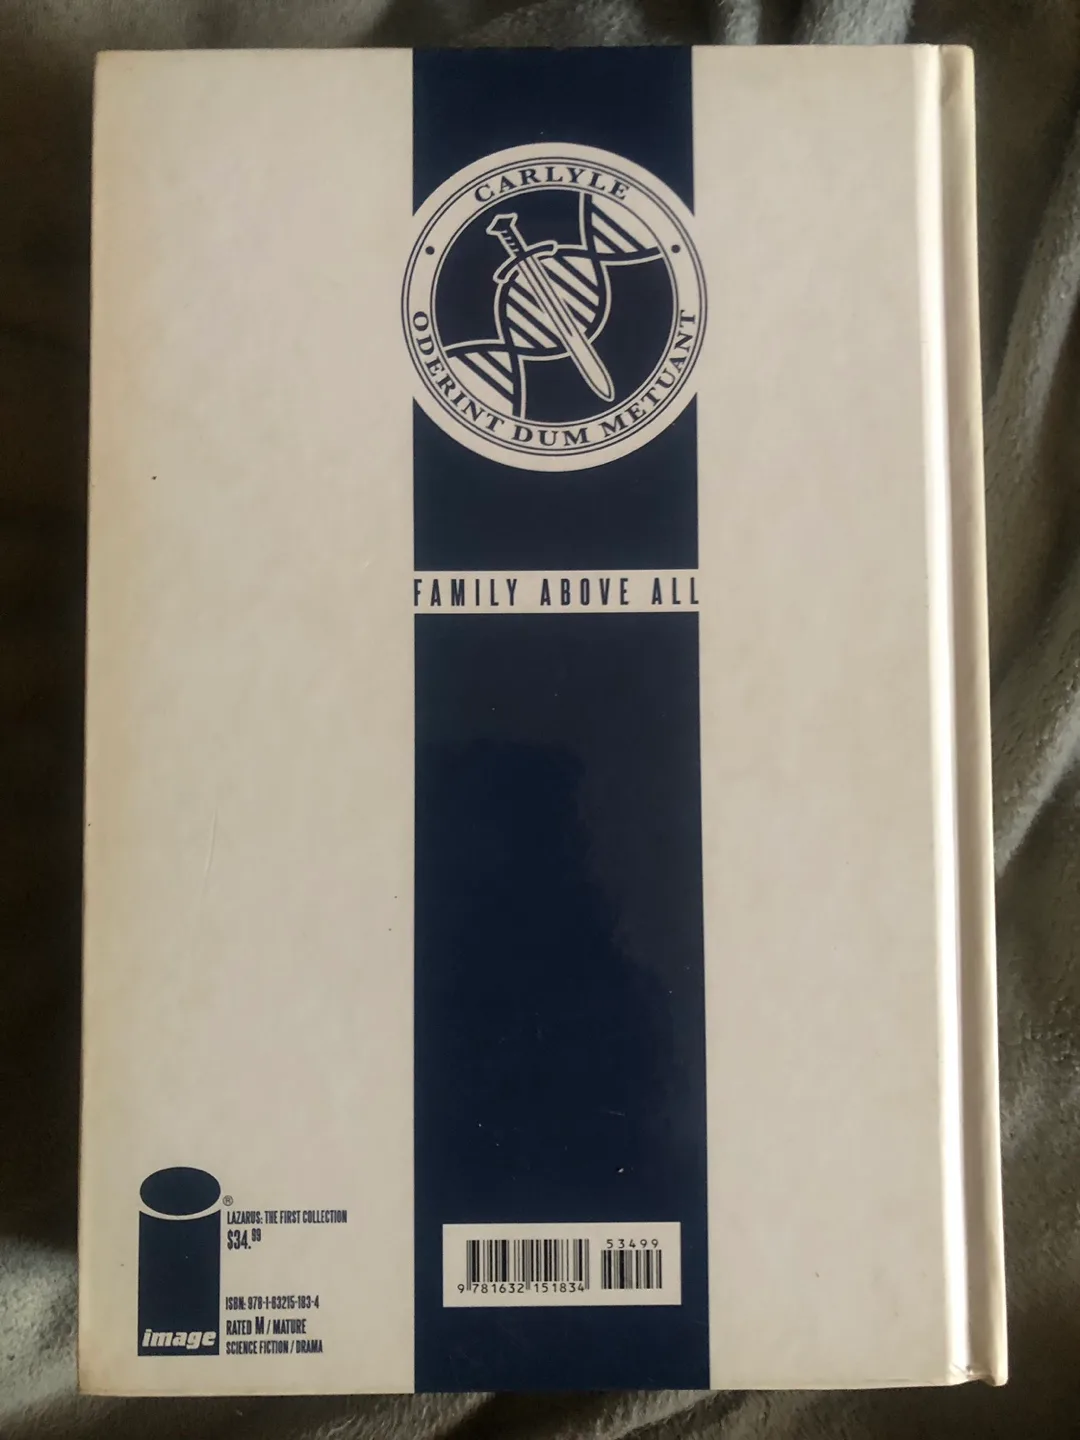 CARLYLE
ODERINT DUM METUANT
FAMILY ABOVE ALL
®
LAZARUS: THE FIRST COLLECTION
$34.99
ISBN: 978-1-63215-183-4
RATED M / MATURE
SCIENCE FICTION / DRAMA
image
53499
9 781632 151834